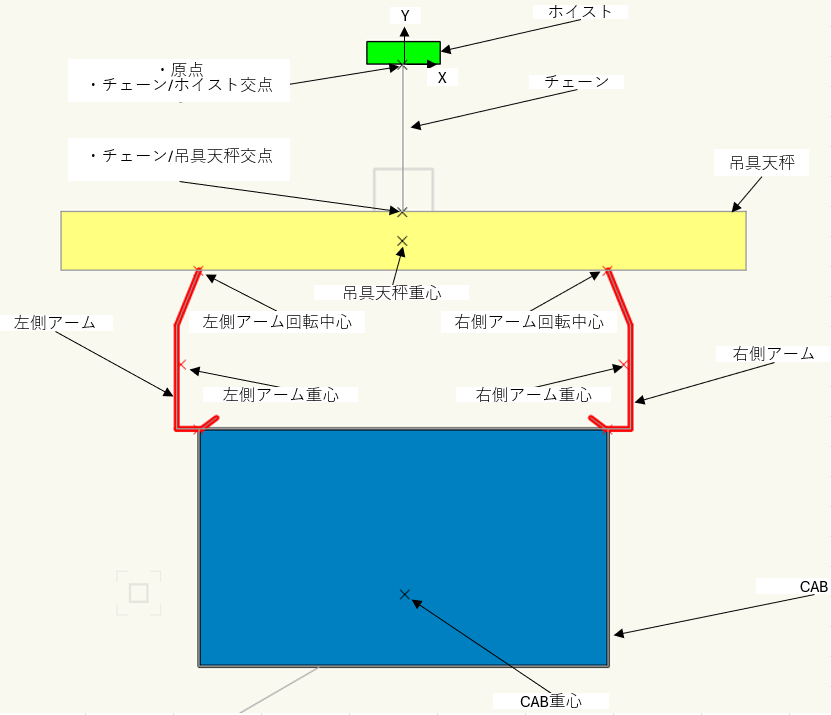 ホイスト
Y
・原点
・チェーン/ホイスト交点
X
チェーン
・チェーン/吊具天秤交点
吊具天秤
吊具天秤重心
左側アーム
左側アーム回転中心
右側アーム回転中心
右側アーム
左側アーム重心
右側アーム重心
CAB
CAB重心